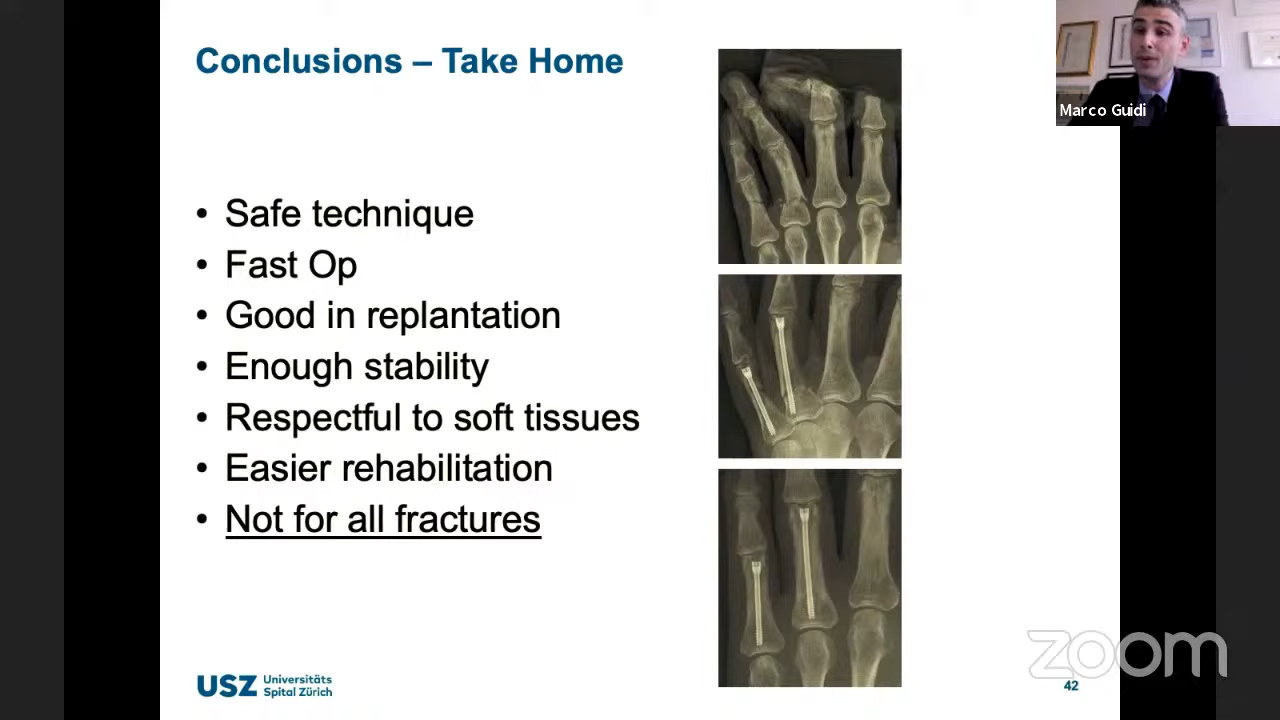 Conclusions – Take Home
Marco Guidi
• Safe technique
• Fast Op
• Good in replantation
• Enough stability
• Respectful to soft tissues
• Easier rehabilitation
• Not for all fractures
USZ Universitäts
Spital Zürich
zoom
42